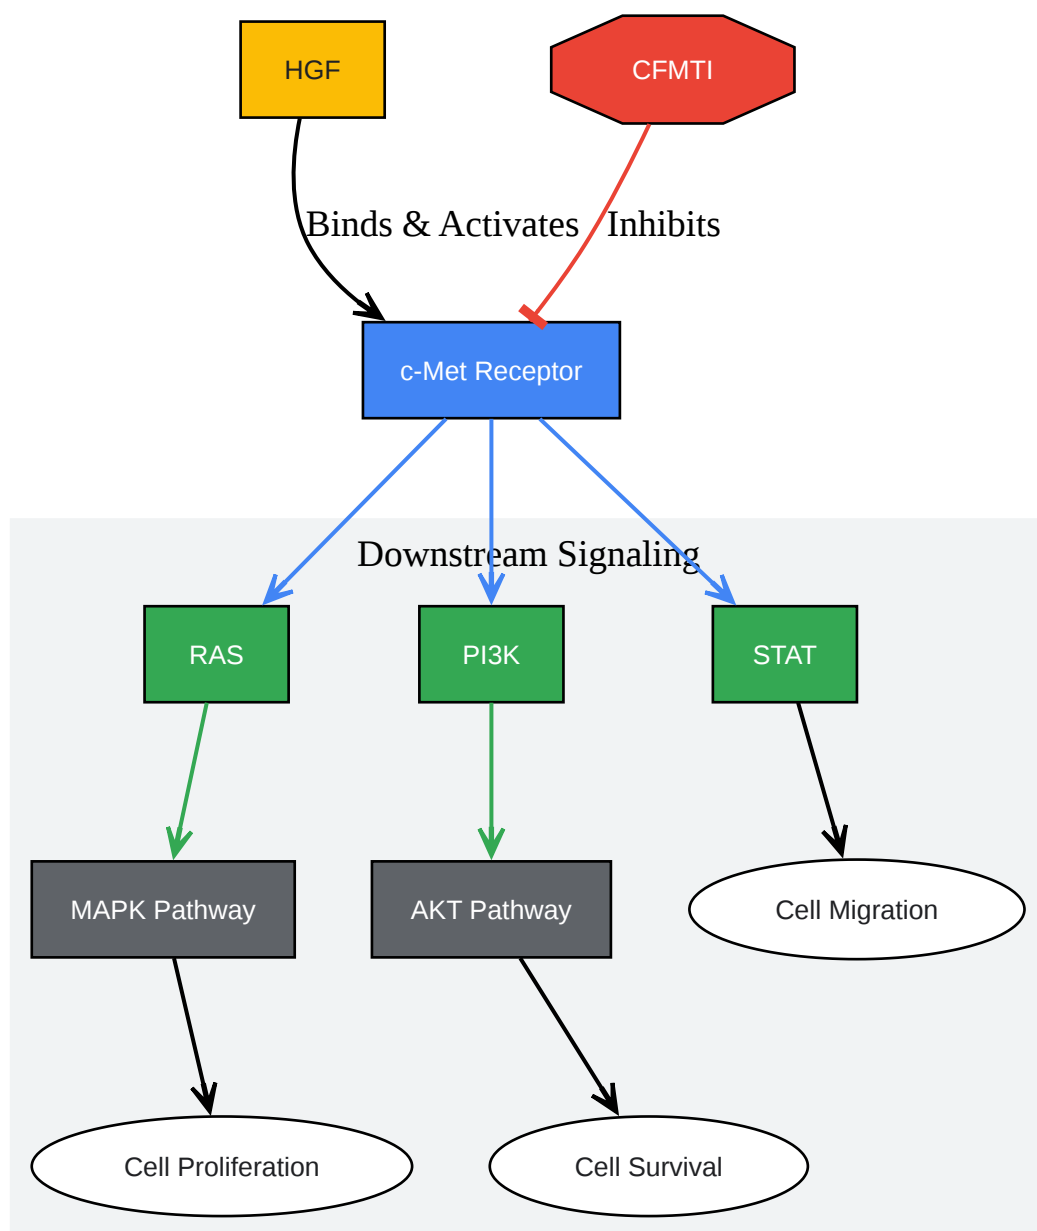 HGF
CFMTI
Binds & Activates
Inhibits
c-Met Receptor
Downstream Signaling
RAS
PI3K
STAT
MAPK Pathway
AKT Pathway
Cell Migration
Cell Proliferation
Cell Survival